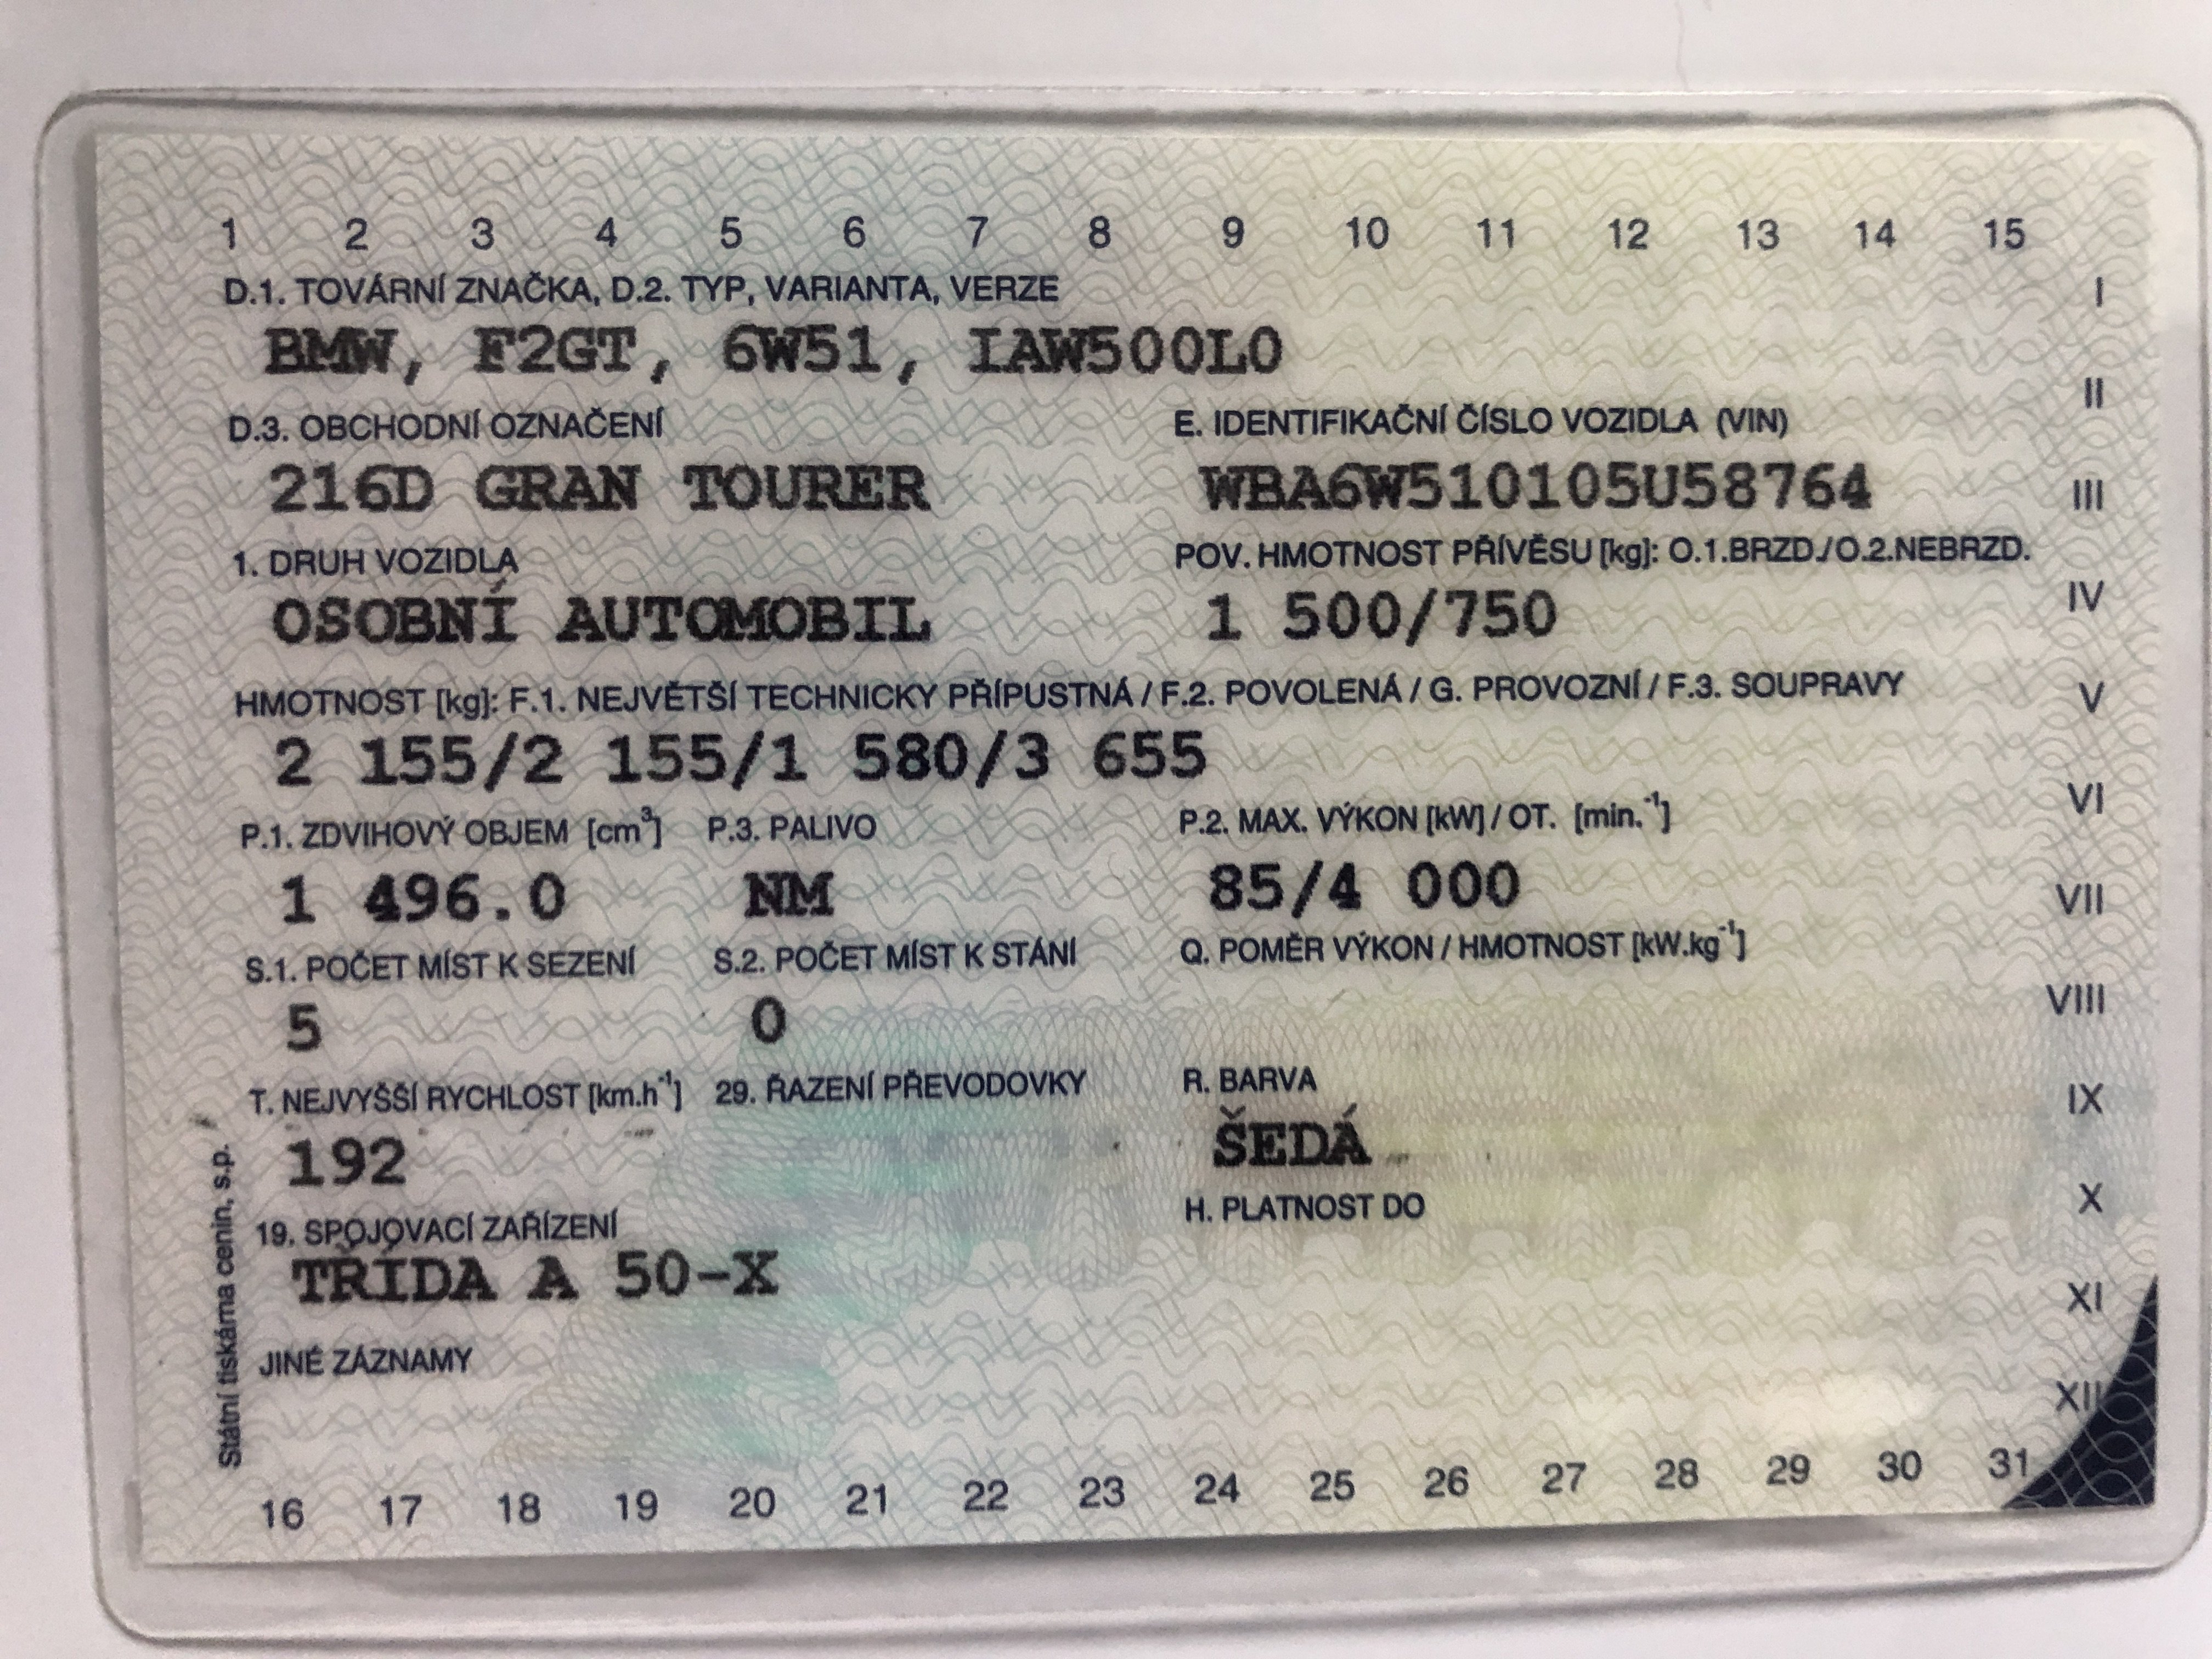 1 2 3 4 5 6 7 8 9 10 11 12 13 14 15
D.1. TOVÁRNÍ ZNAČKA, D.2. TYP, VARIANTA, VERZE I
BMW, F2GT, 6W51, IAW500L0
II
D.3. OBCHODNÍ OZNAČENÍ E. IDENTIFIKAČNÍ ČÍSLO VOZIDLA (VIN)
216D GRAN TOURER WBA6W510105U58764 III
1. DRUH VOZIDLA POV. HMOTNOST PŘÍVĚSU [kg]: O.1.BRZD./O.2.NEBRZD.
OSOBNÍ AUTOMOBIL 1 500/750 IV
HMOTNOST [kg]: F.1. NEJVĚTŠÍ TECHNICKY PŘÍPUSTNÁ / F.2. POVOLENÁ / G. PROVOZNÍ / F.3. SOUPRAVY V
2 155/2 155/1 580/3 655
P.1. ZDVIHOVÝ OBJEM [cm³] P.3. PALIVO P.2. MAX. VÝKON [kW] / OT. [min.⁻¹] VI
1 496.0 NM 85/4 000 VII
S.1. POČET MÍST K SEZENÍ S.2. POČET MÍST K STÁNÍ Q. POMĚR VÝKON / HMOTNOST [kW.kg⁻¹]
5 0 VIII
T. NEJVYŠŠÍ RYCHLOST [km.h⁻¹] 29. ŘAZENÍ PŘEVODOVKY R. BARVA IX
192 ŠEDÁ
19. SPOJOVACÍ ZAŘÍZENÍ H. PLATNOST DO X
TŘÍDA A 50-X XI
JINÉ ZÁZNAMY
XII
Státní tiskárna cenin, s.p.
16 17 18 19 20 21 22 23 24 25 26 27 28 29 30 31